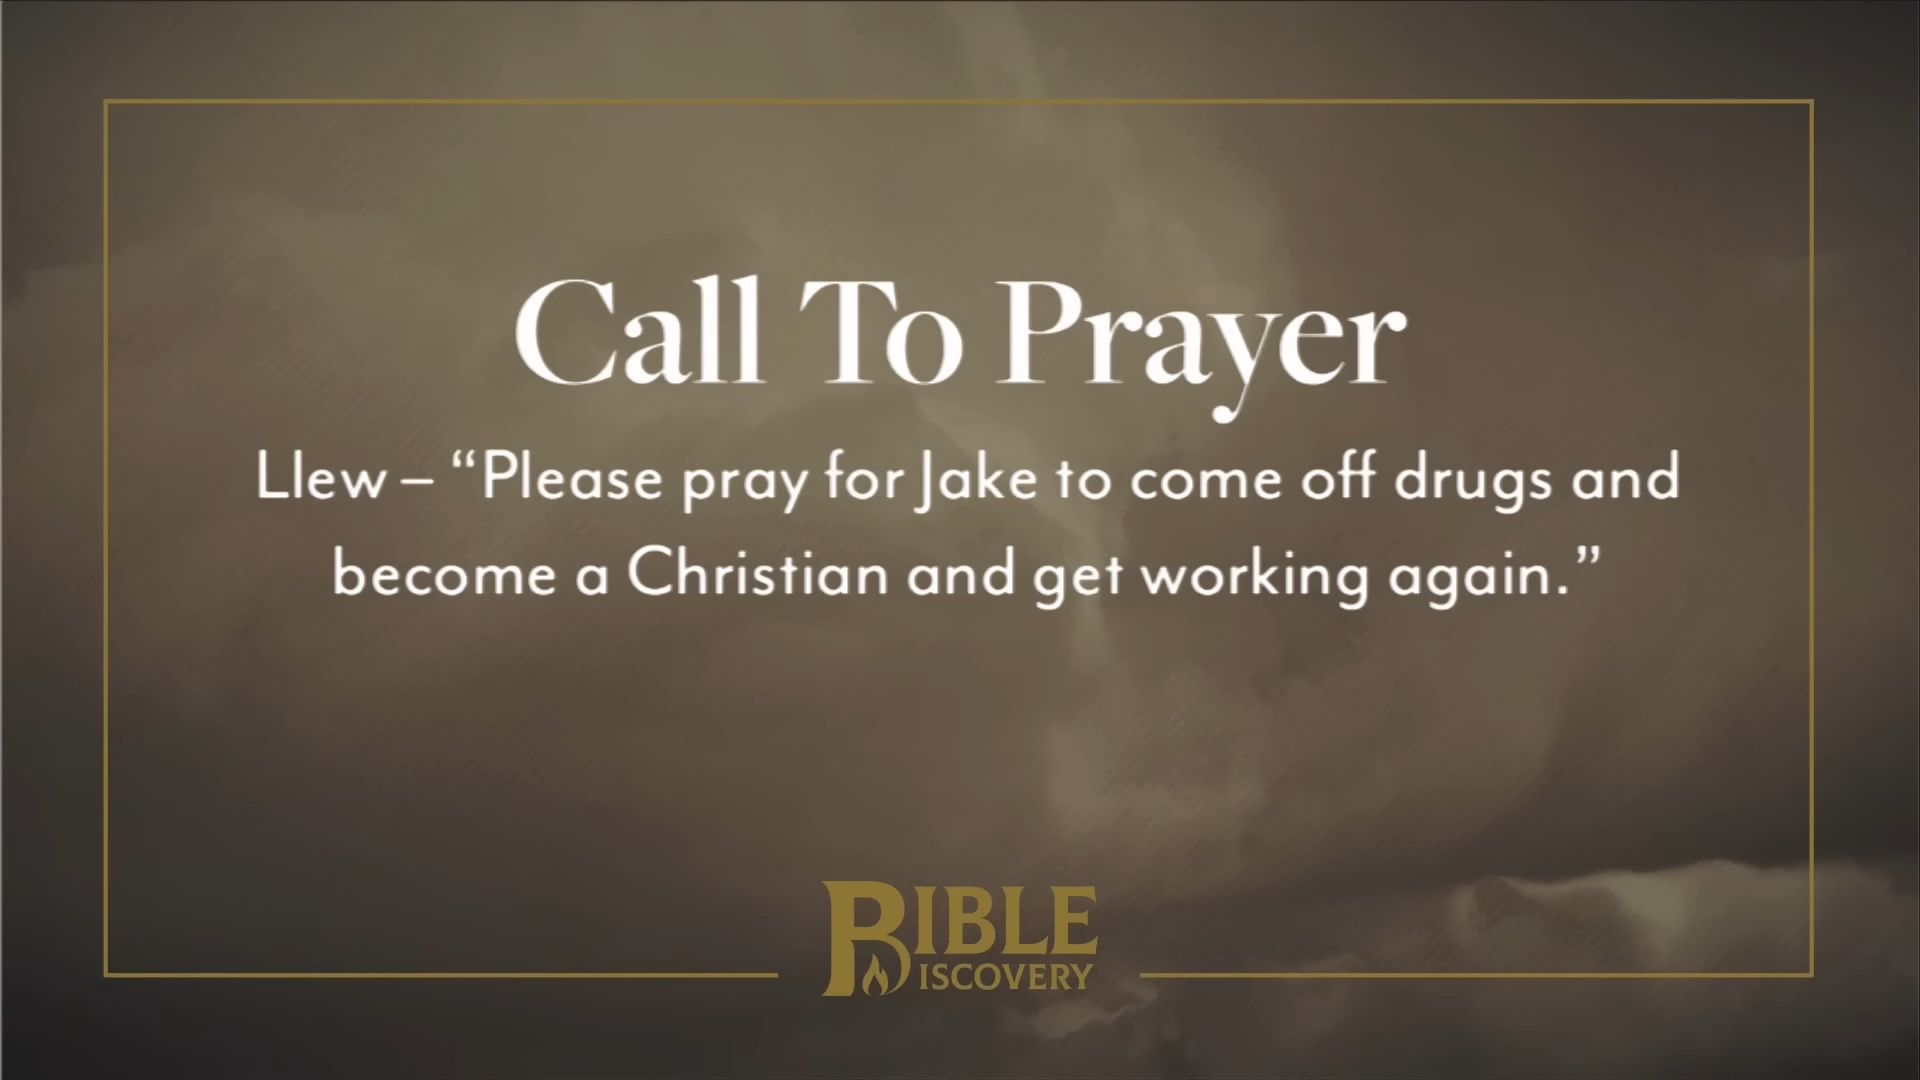 Call To Prayer
Llew – “Please pray for Jake to come off drugs and
become a Christian and get working again.”
BIBLE
DISCOVERY